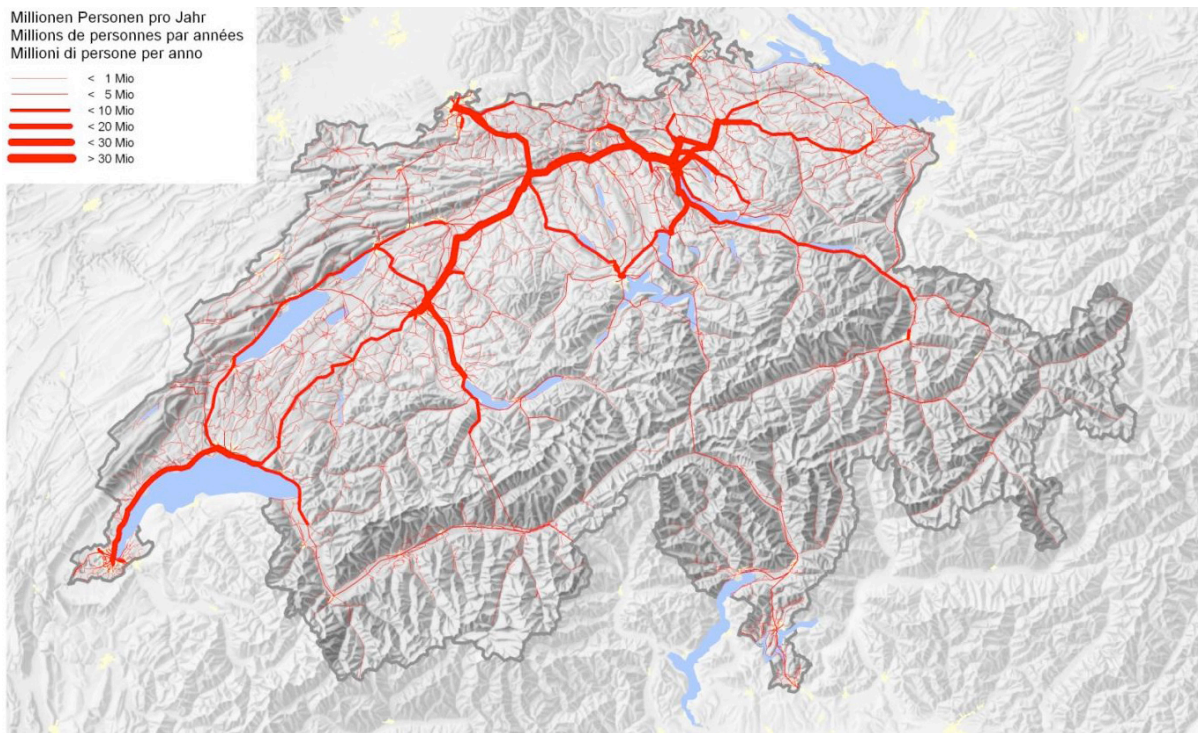 Millionen Personen pro Jahr
Millions de personnes par années
Millioni di persone per anno
< 1 Mio
< 5 Mio
< 10 Mio
< 20 Mio
< 30 Mio
> 30 Mio